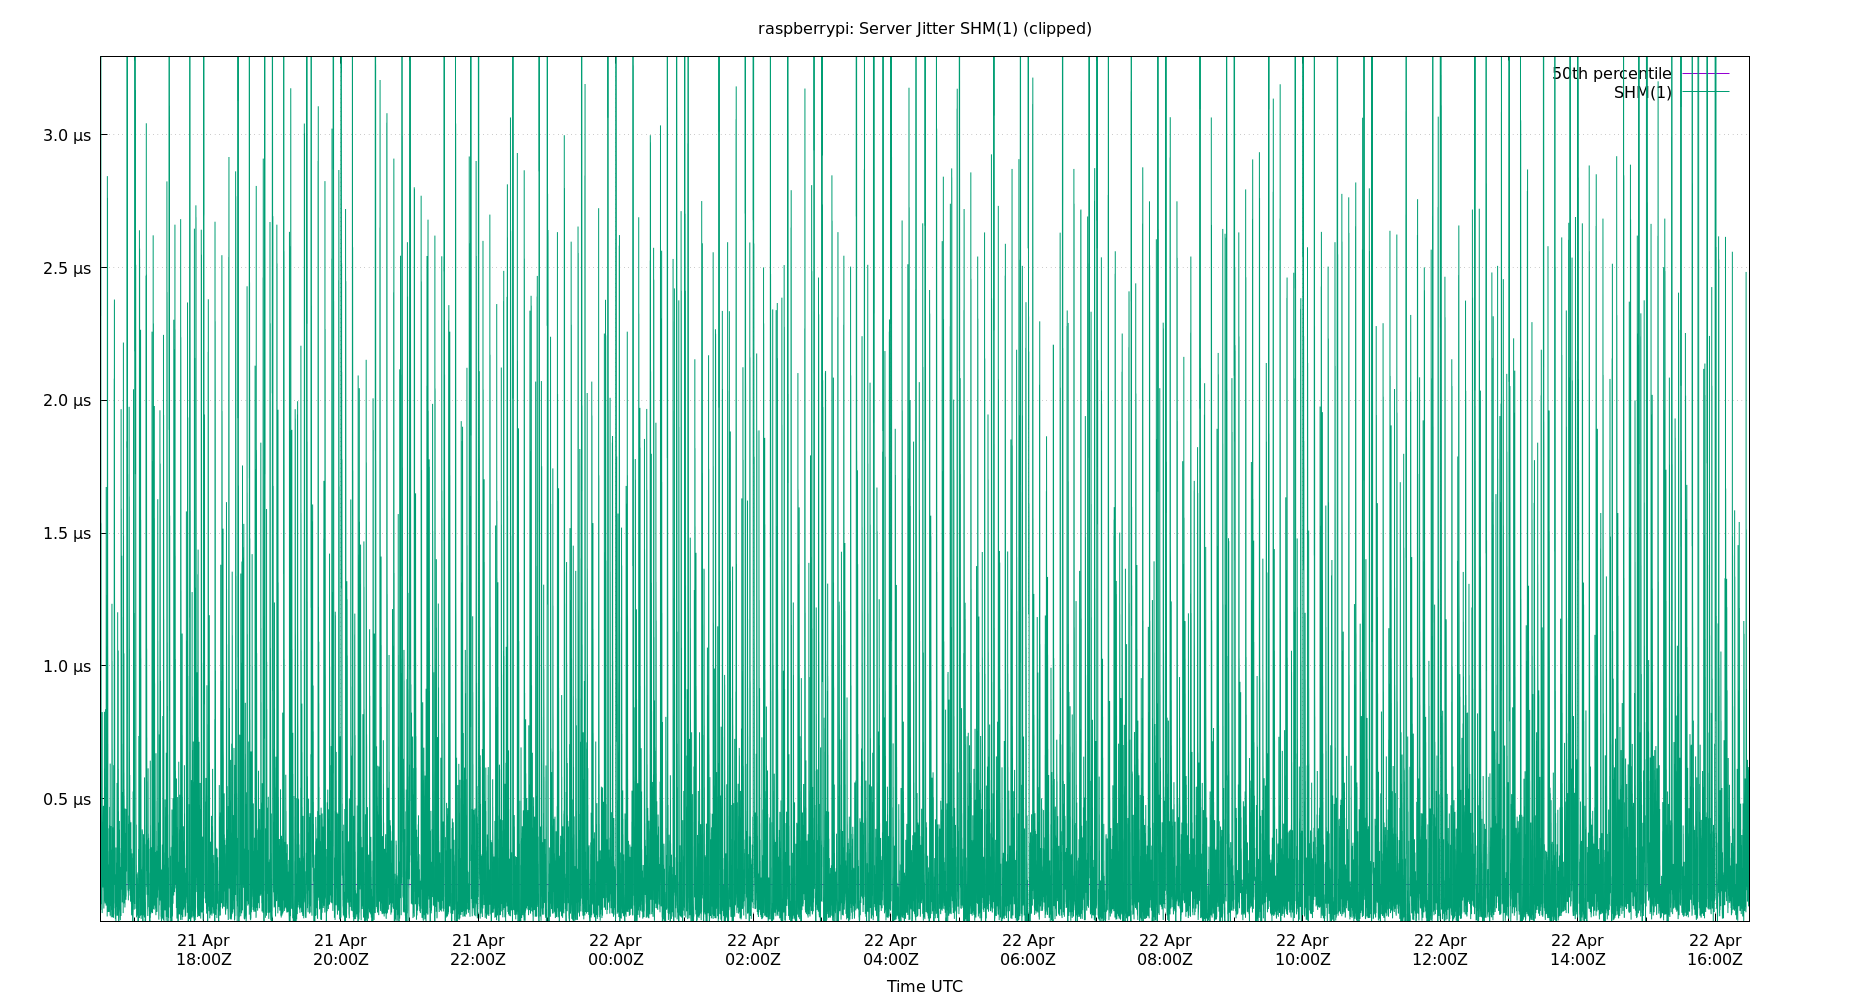 raspberrypi: Server Jitter SHM(1) (clipped)
50th percentile
SHM(1)
3.0 µs
2.5 µs
2.0 µs
1.5 µs
1.0 µs
0.5 µs
21 Apr 21 Apr 21 Apr 22 Apr 22 Apr 22 Apr 22 Apr 22 Apr 22 Apr 22 Apr 22 Apr 22 Apr
18:00Z 20:00Z 22:00Z 00:00Z 02:00Z 04:00Z 06:00Z 08:00Z 10:00Z 12:00Z 14:00Z 16:00Z
Time UTC